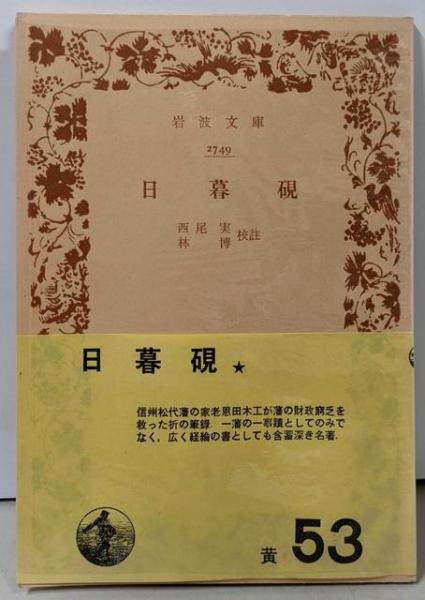 岩波文庫
2749
日暮硯
西尾実
林博 校註
日暮硯 ★
信州松代藩の家老恩田木工が藩の財政窮乏を
救った折の筆録. 一藩の一事蹟としてのみで
なく, 広く経綸の書としても含蓄深き名著.
黄 53